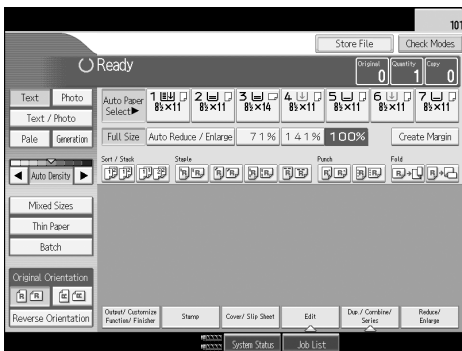 101
Store File Check Modes
Ready
Original Quantity Copy
0 1 0
Text Photo
Text / Photo
Pale Generation
Auto Paper Select▶
1 8½×11
2 8½×11
3 8½×14
4 8½×11
5 8½×11
6 8½×11
7 8½×11
Full Size Auto Reduce / Enlarge 71% 141% 100% Create Margin
Sort / Stack Staple Punch Fold
◀ Auto Density ▶
Mixed Sizes
Thin Paper
Batch
Original Orientation
Reverse Orientation
Output/ Customize Function/ Finisher
Stamp
Cover/ Slip Sheet
Edit
Dup./ Combine/ Series
Reduce/ Enlarge
System Status Job List